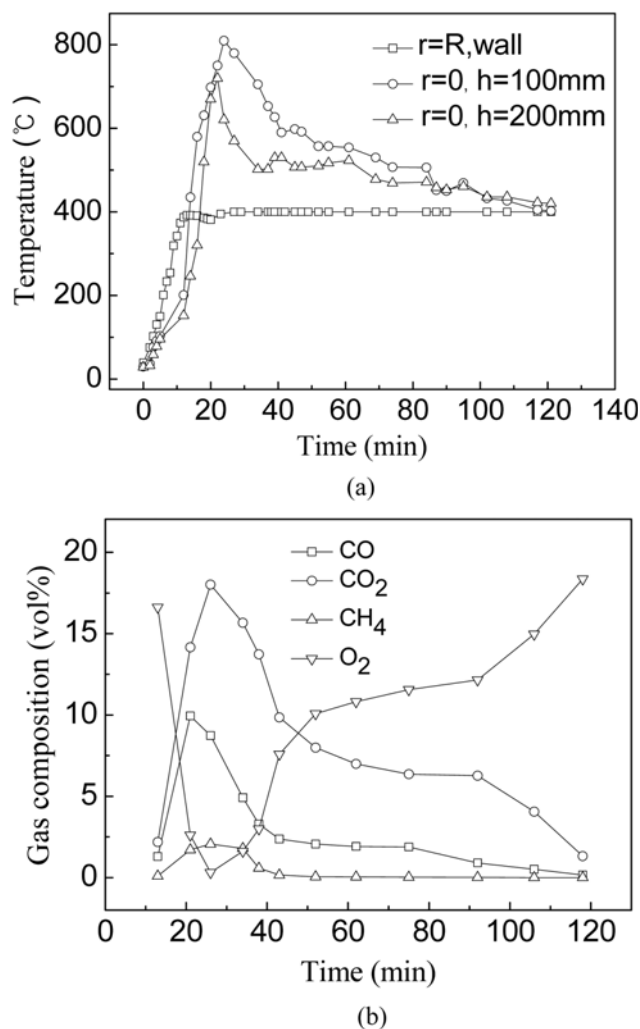 800
600
400
200
0
Temperature (℃)
r=R,wall
r=0, h=100mm
r=0, h=200mm
0 20 40 60 80 100 120 140
Time (min)
(a)
20
15
10
5
0
Gas composition (vol%)
CO
CO₂
CH₄
O₂
0 20 40 60 80 100 120
Time (min)
(b)